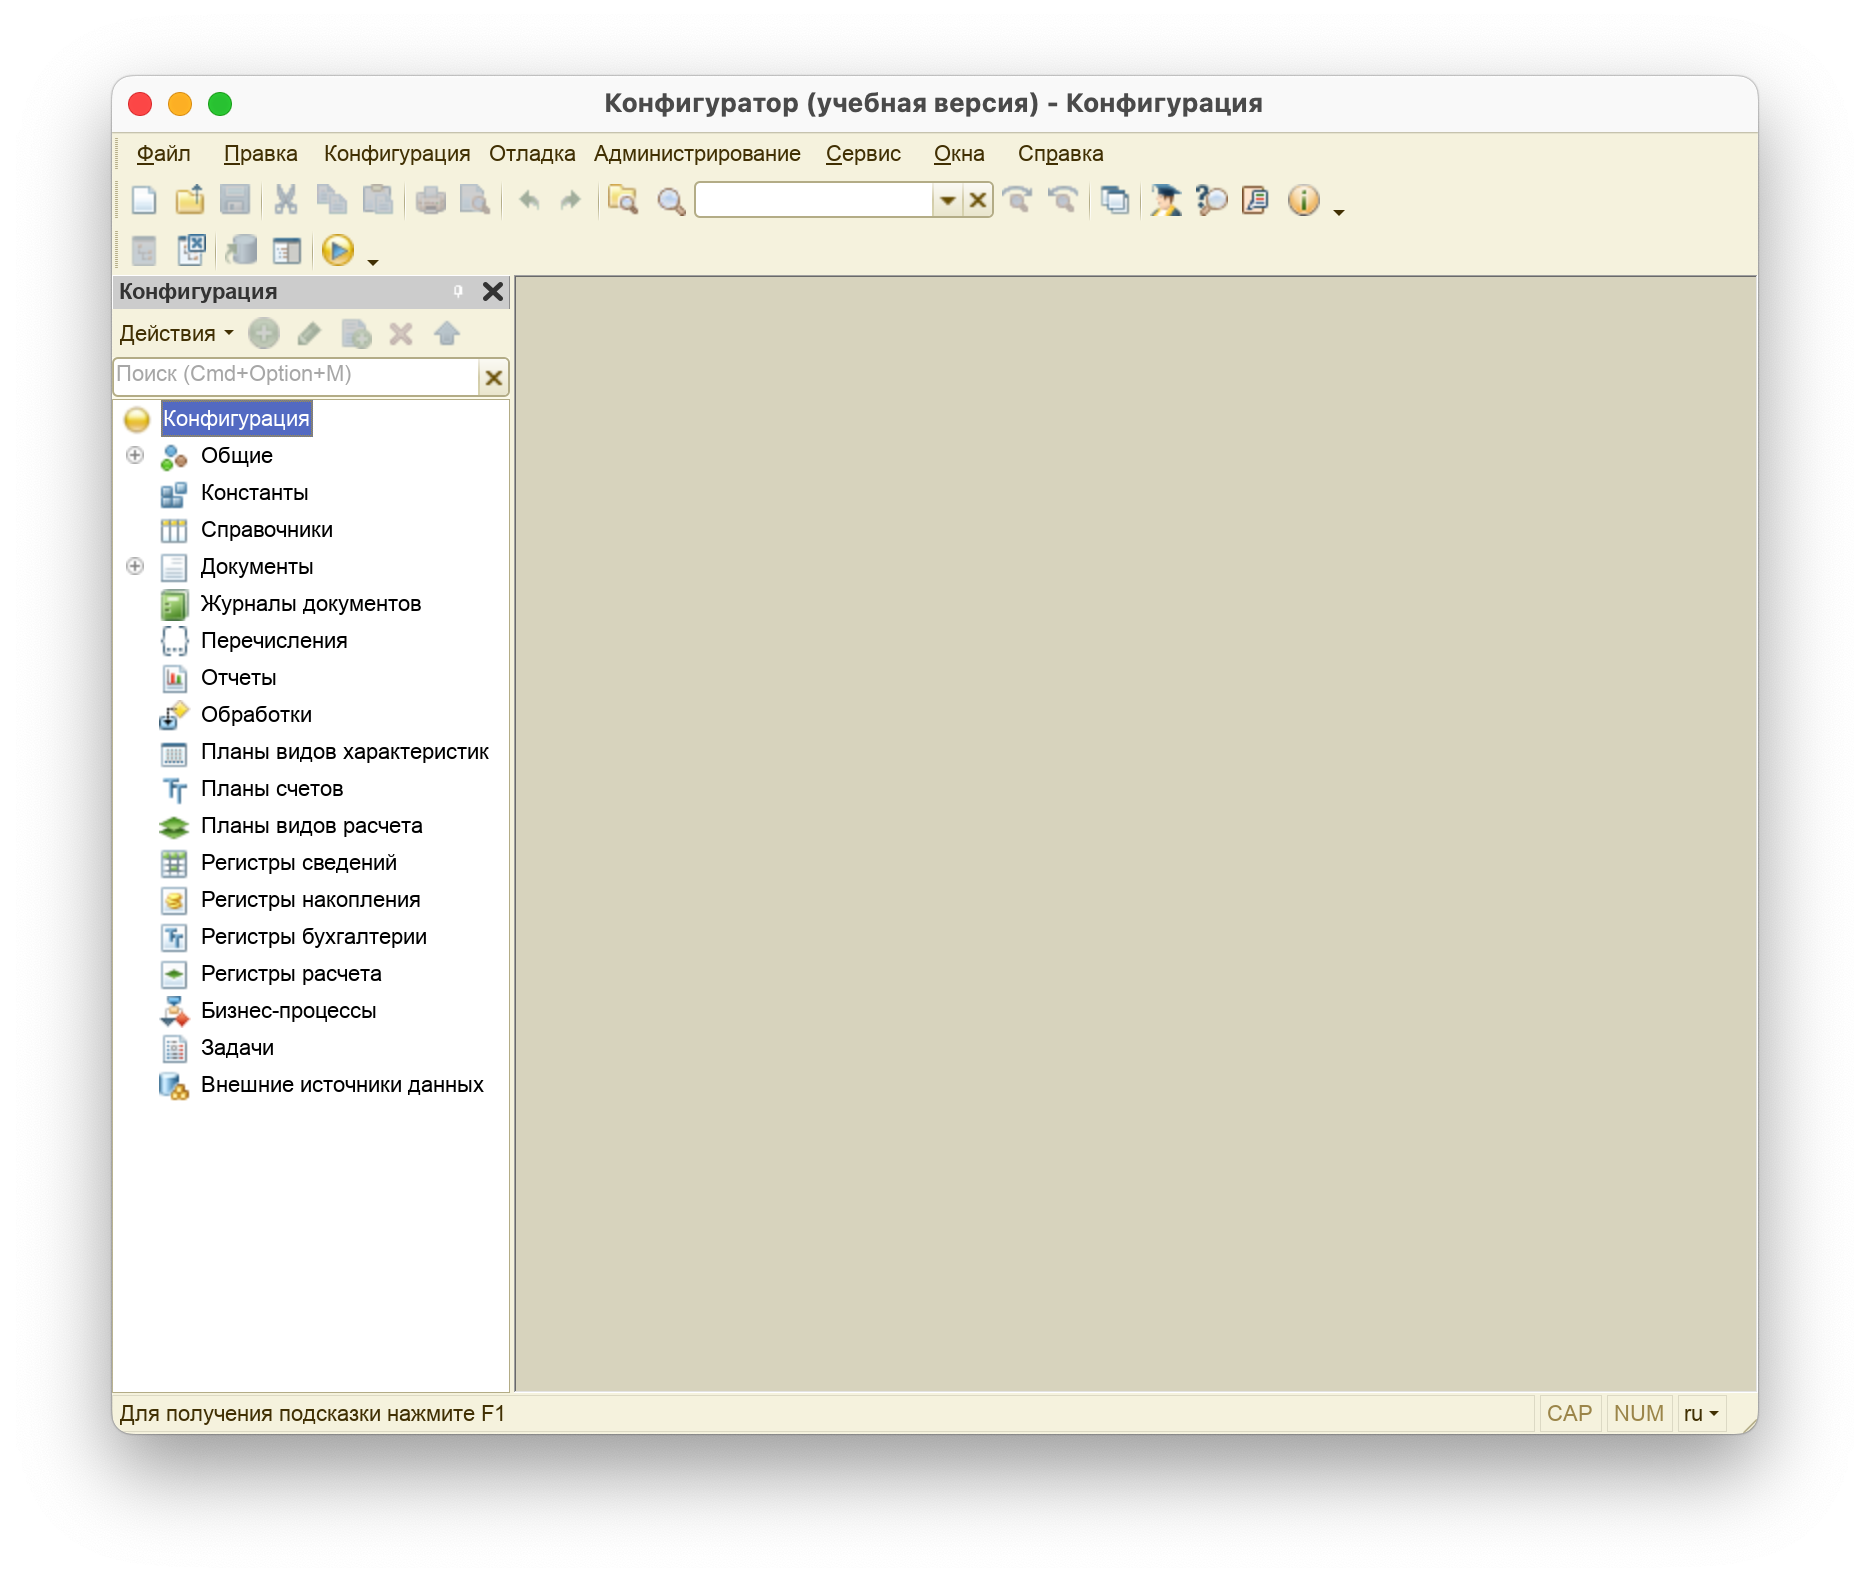 Конфигуратор (учебная версия) - Конфигурация
Файл Правка Конфигурация Отладка Администрирование Сервис Окна Справка
Конфигурация
Действия
Поиск (Cmd+Option+M)
Конфигурация
Общие
Константы
Справочники
Документы
Журналы документов
Перечисления
Отчеты
Обработки
Планы видов характеристик
Планы счетов
Планы видов расчета
Регистры сведений
Регистры накопления
Регистры бухгалтерии
Регистры расчета
Бизнес-процессы
Задачи
Внешние источники данных
Для получения подсказки нажмите F1 CAP NUM ru